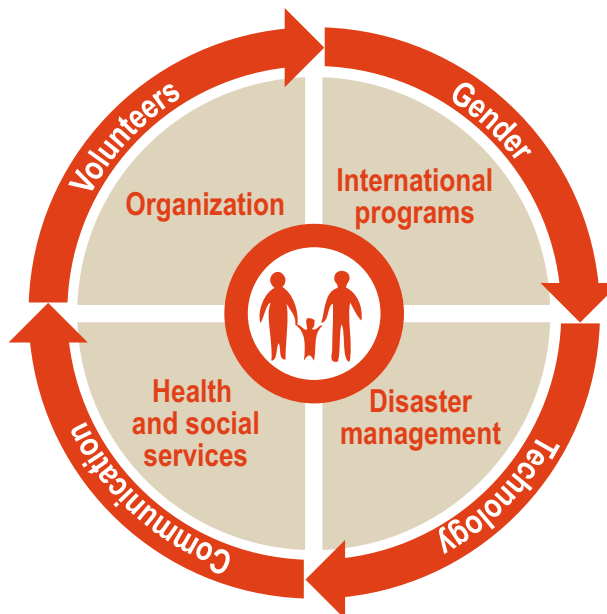 Volunteers
Gender
Organization
International
programs
Health
and social
services
Disaster
management
Communication
Technology